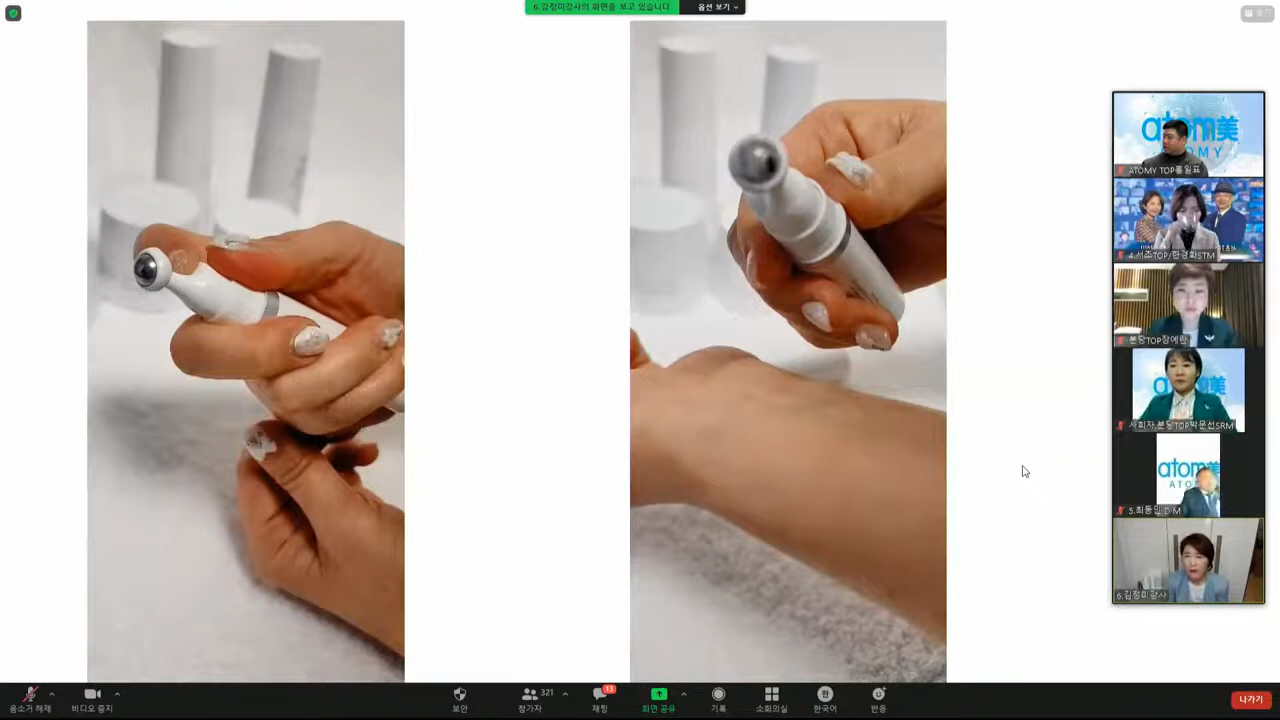 6.김정미강사의 화면을 보고 있습니다
옵션 보기
보기
atom美
ATOMY
ATOMY TOP홍일표
4.서초TOP/한경화STM
분당TOP장예란
atom美
사회자,분당TOP박문선SRM
atom美
5.최동인 D M
6.김정미강사
음소거 해제
비디오 중지
보안
321
참가자
13
채팅
화면 공유
기록
소회의실
한
한국어
반응
나가기